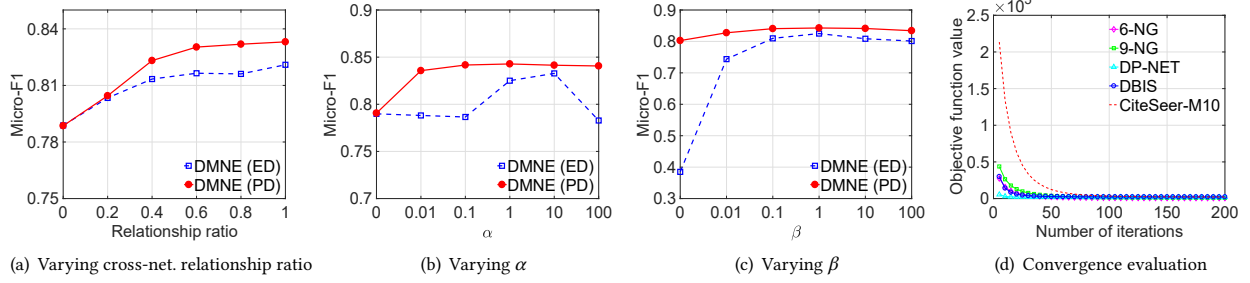 0.84
0.81
0.78
0.75
Micro-F1
DMNE (ED)
DMNE (PD)
0 0.2 0.4 0.6 0.8 1
Relationship ratio
(a) Varying cross-net. relationship ratio
0.9
0.85
0.8
0.75
0.7
Micro-F1
DMNE (ED)
DMNE (PD)
0 0.01 0.1 1 10 100
α
(b) Varying α
0.9
0.8
0.7
0.6
0.5
0.4
0.3
Micro-F1
DMNE (ED)
DMNE (PD)
0 0.01 0.1 1 10 100
β
(c) Varying β
2.5
2
1.5
1
0.5
0
Objective function value
6-NG
9-NG
DP-NET
DBIS
CiteSeer-M10
0 50 100 150 200
Number of iterations
(d) Convergence evaluation